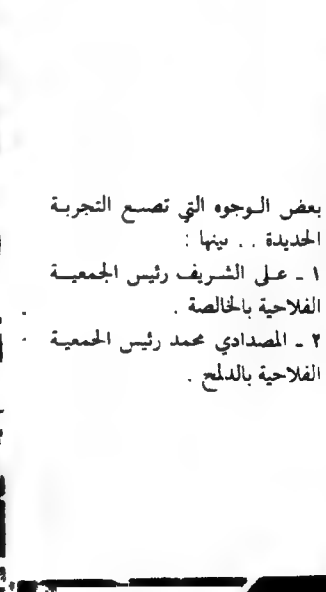 بعض الوجوه التي تصنع التجربة
الجديدة . . بينها :
١ ـ على الشريف رئيس الجمعية
الفلاحية بالخالصة .
٢ ـ المصدادي محمد رئيس الجمعية
الفلاحية بالدلمح .